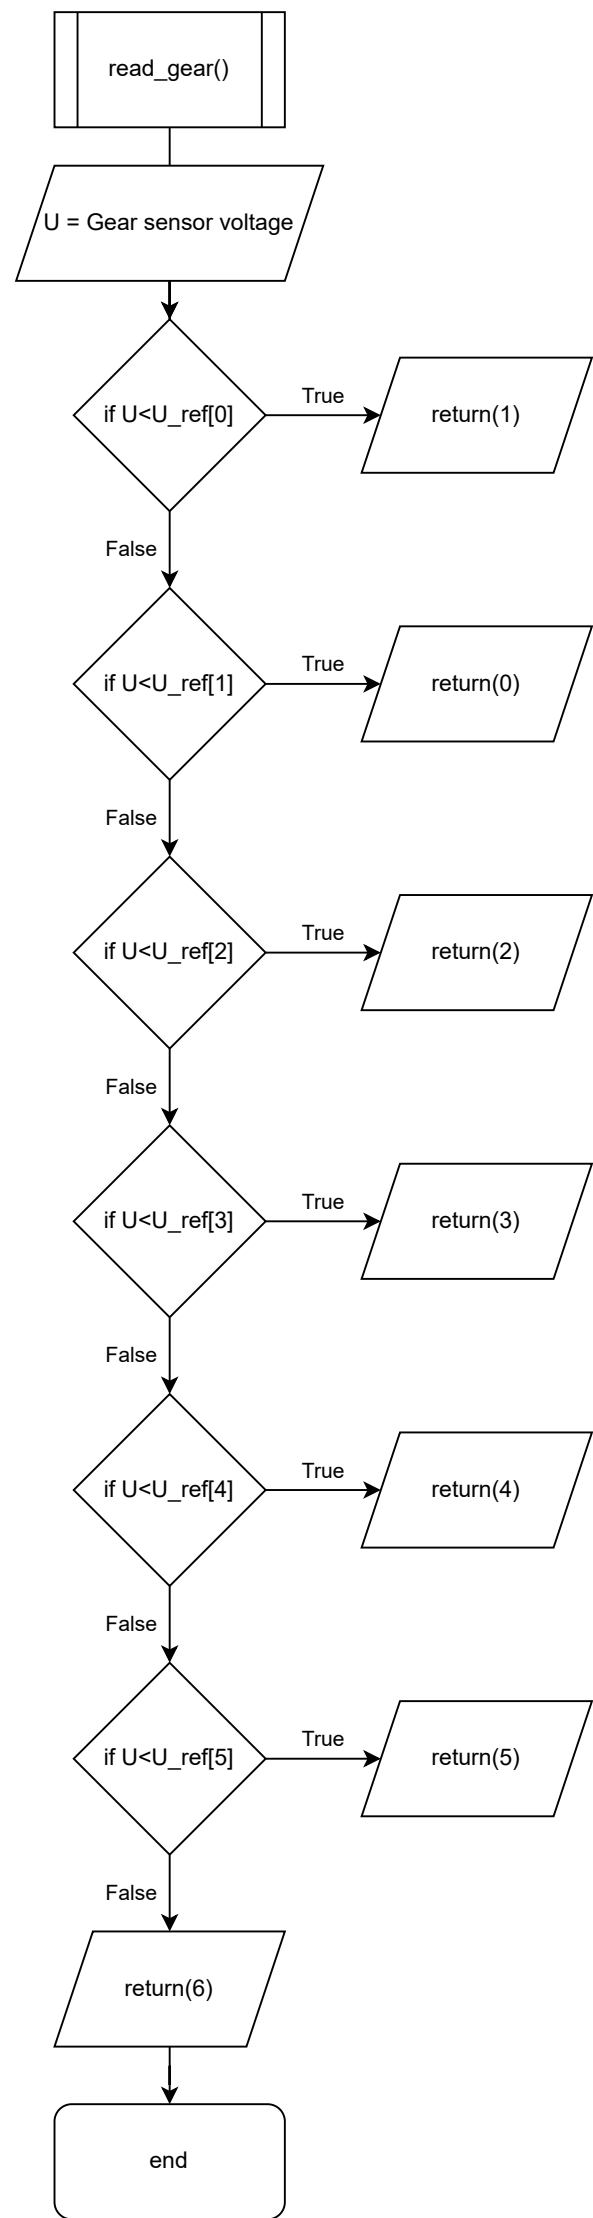 read_gear()
U = Gear sensor voltage
if U<U_ref[0]
True
return(1)
False
if U<U_ref[1]
True
return(0)
False
if U<U_ref[2]
True
return(2)
False
if U<U_ref[3]
True
return(3)
False
if U<U_ref[4]
True
return(4)
False
if U<U_ref[5]
True
return(5)
False
return(6)
end